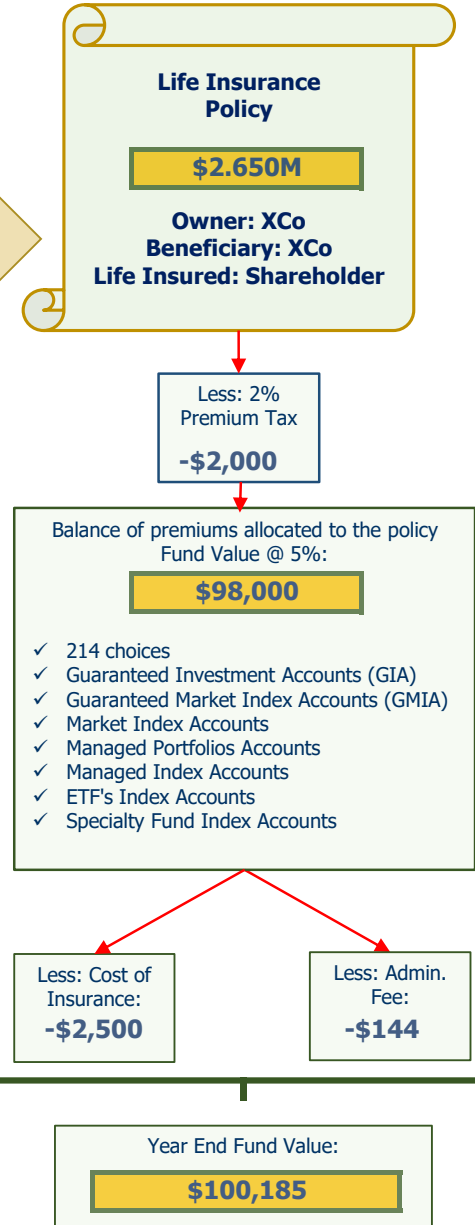 Life Insurance
Policy
$2.650M
Owner: XCo
Beneficiary: XCo
Life Insured: Shareholder
Less: 2%
Premium Tax
-$2,000
Balance of premiums allocated to the policy
Fund Value @ 5%:
$98,000
✓ 214 choices
✓ Guaranteed Investment Accounts (GIA)
✓ Guaranteed Market Index Accounts (GMIA)
✓ Market Index Accounts
✓ Managed Portfolios Accounts
✓ Managed Index Accounts
✓ ETF's Index Accounts
✓ Specialty Fund Index Accounts
Less: Cost of
Insurance:
-$2,500
Less: Admin.
Fee:
-$144
Year End Fund Value:
$100,185